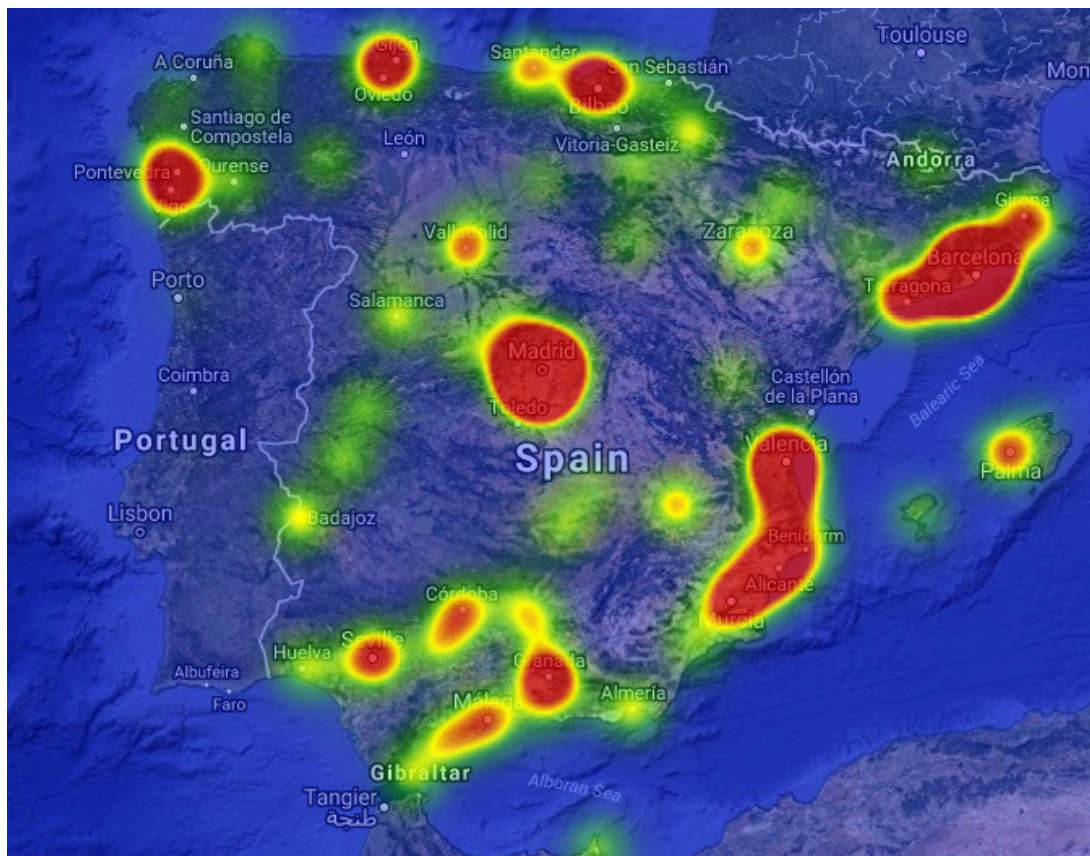 Toulouse
Gijón
Santander
A Coruña
San Sebastián
Mon
Oviedo
Bilbao
Santiago de
Compostela
León
Vitoria-Gasteiz
Andorra
Pontevedra
Ourense
Vigo
Girona
Valladolid
Zaragoza
Barcelona
Porto
Tarragona
Salamanca
Madrid
Coimbra
Castellón
de la Plana
Balearic Sea
Toledo
Portugal
Spain
Valencia
Palma
Lisbon
Badajoz
Benidorm
Alicante
Córdoba
Murcia
Seville
Huelva
Granada
Albufeira
Almería
Faro
Málaga
Gibraltar
Alboran Sea
Tangier
طنجة